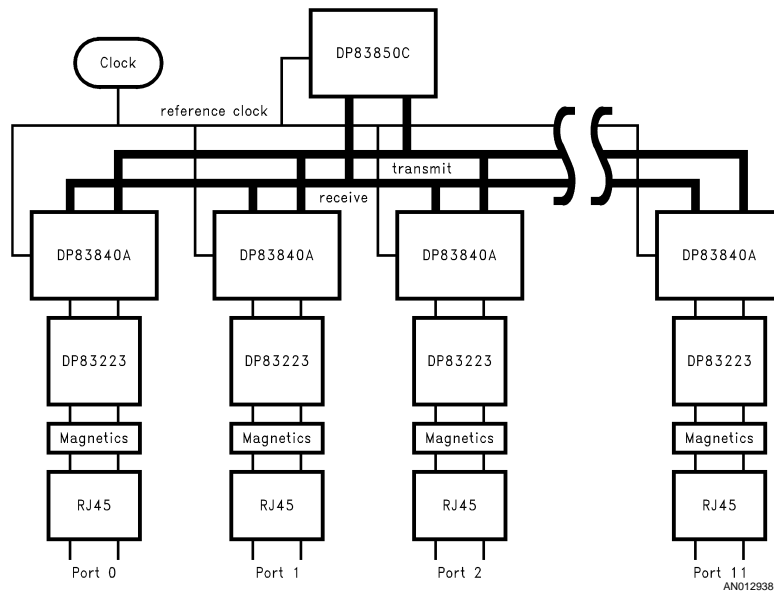 DP83850C
Clock
reference clock
transmit
receive
DP83840A DP83840A DP83840A DP83840A
DP83223 DP83223 DP83223 DP83223
Magnetics Magnetics Magnetics Magnetics
RJ45 RJ45 RJ45 RJ45
Port 0 Port 1 Port 2 Port 11
AN012938